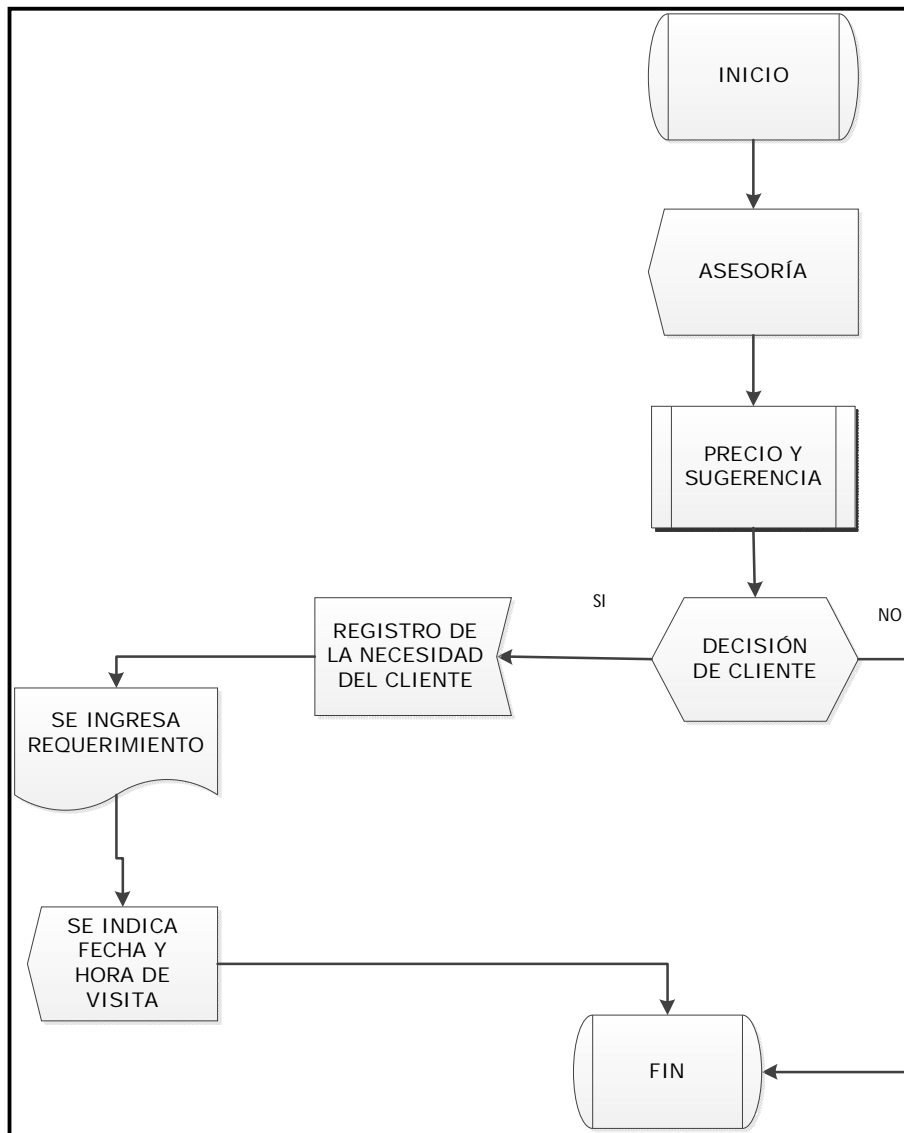 INICIO
ASESORÍA
PRECIO Y
SUGERENCIA
SI
NO
DECISIÓN
DE CLIENTE
REGISTRO DE
LA NECESIDAD
DEL CLIENTE
SE INGRESA
REQUERIMIENTO
SE INDICA
FECHA Y
HORA DE
VISITA
FIN